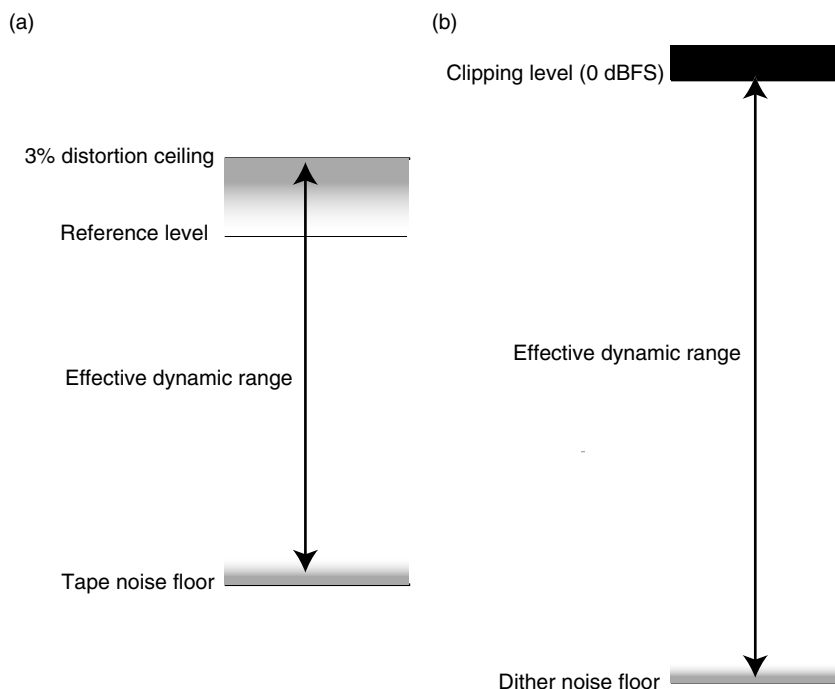 (a)
3% distortion ceiling
Reference level
Effective dynamic range
Tape noise floor
(b)
Clipping level (0 dBFS)
Effective dynamic range
Dither noise floor